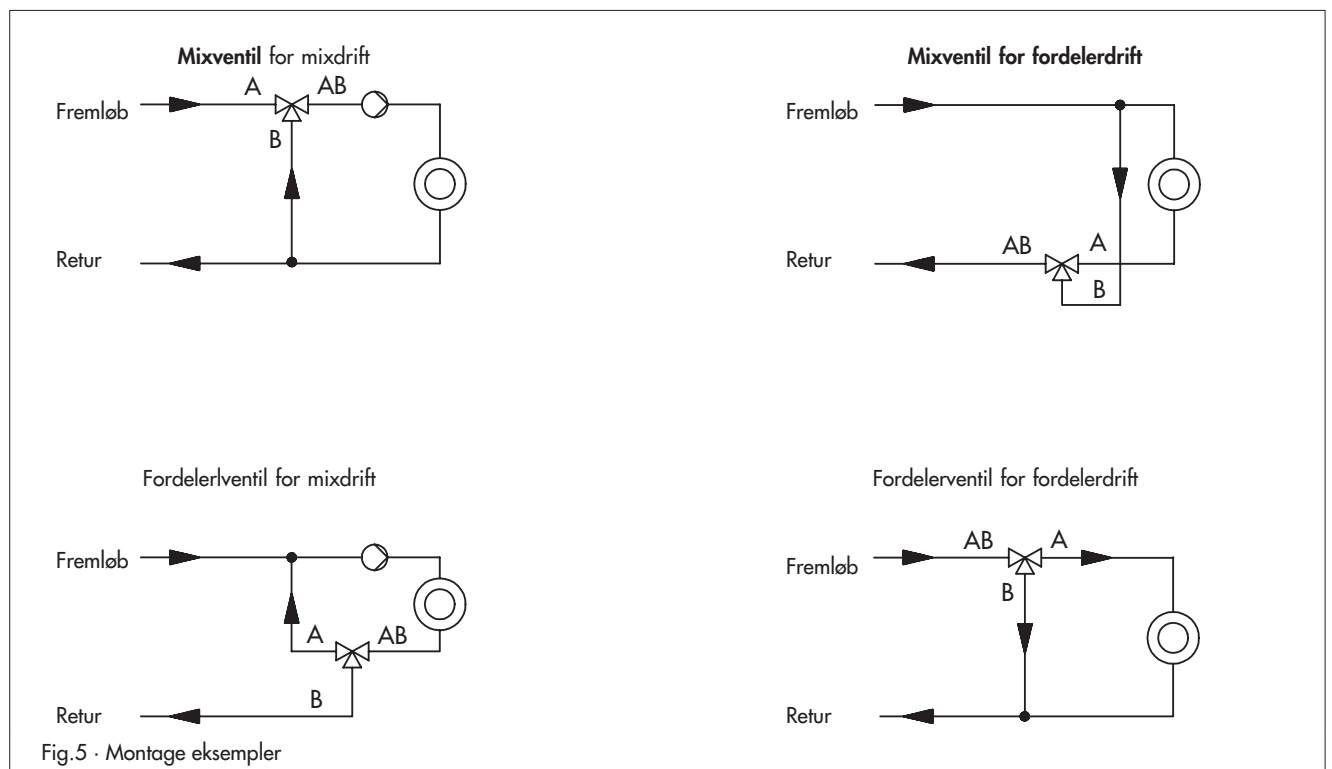 Mixventil for mixdrift
A AB
Fremløb
B
Retur
Mixventil for fordelerdrift
Fremløb
AB A
Retur
B
Fordelerlventil for mixdrift
Fremløb
A AB
B
Retur
Fordelerventil for fordelerdrift
AB A
Fremløb
B
Retur
Fig.5 · Montage eksempler